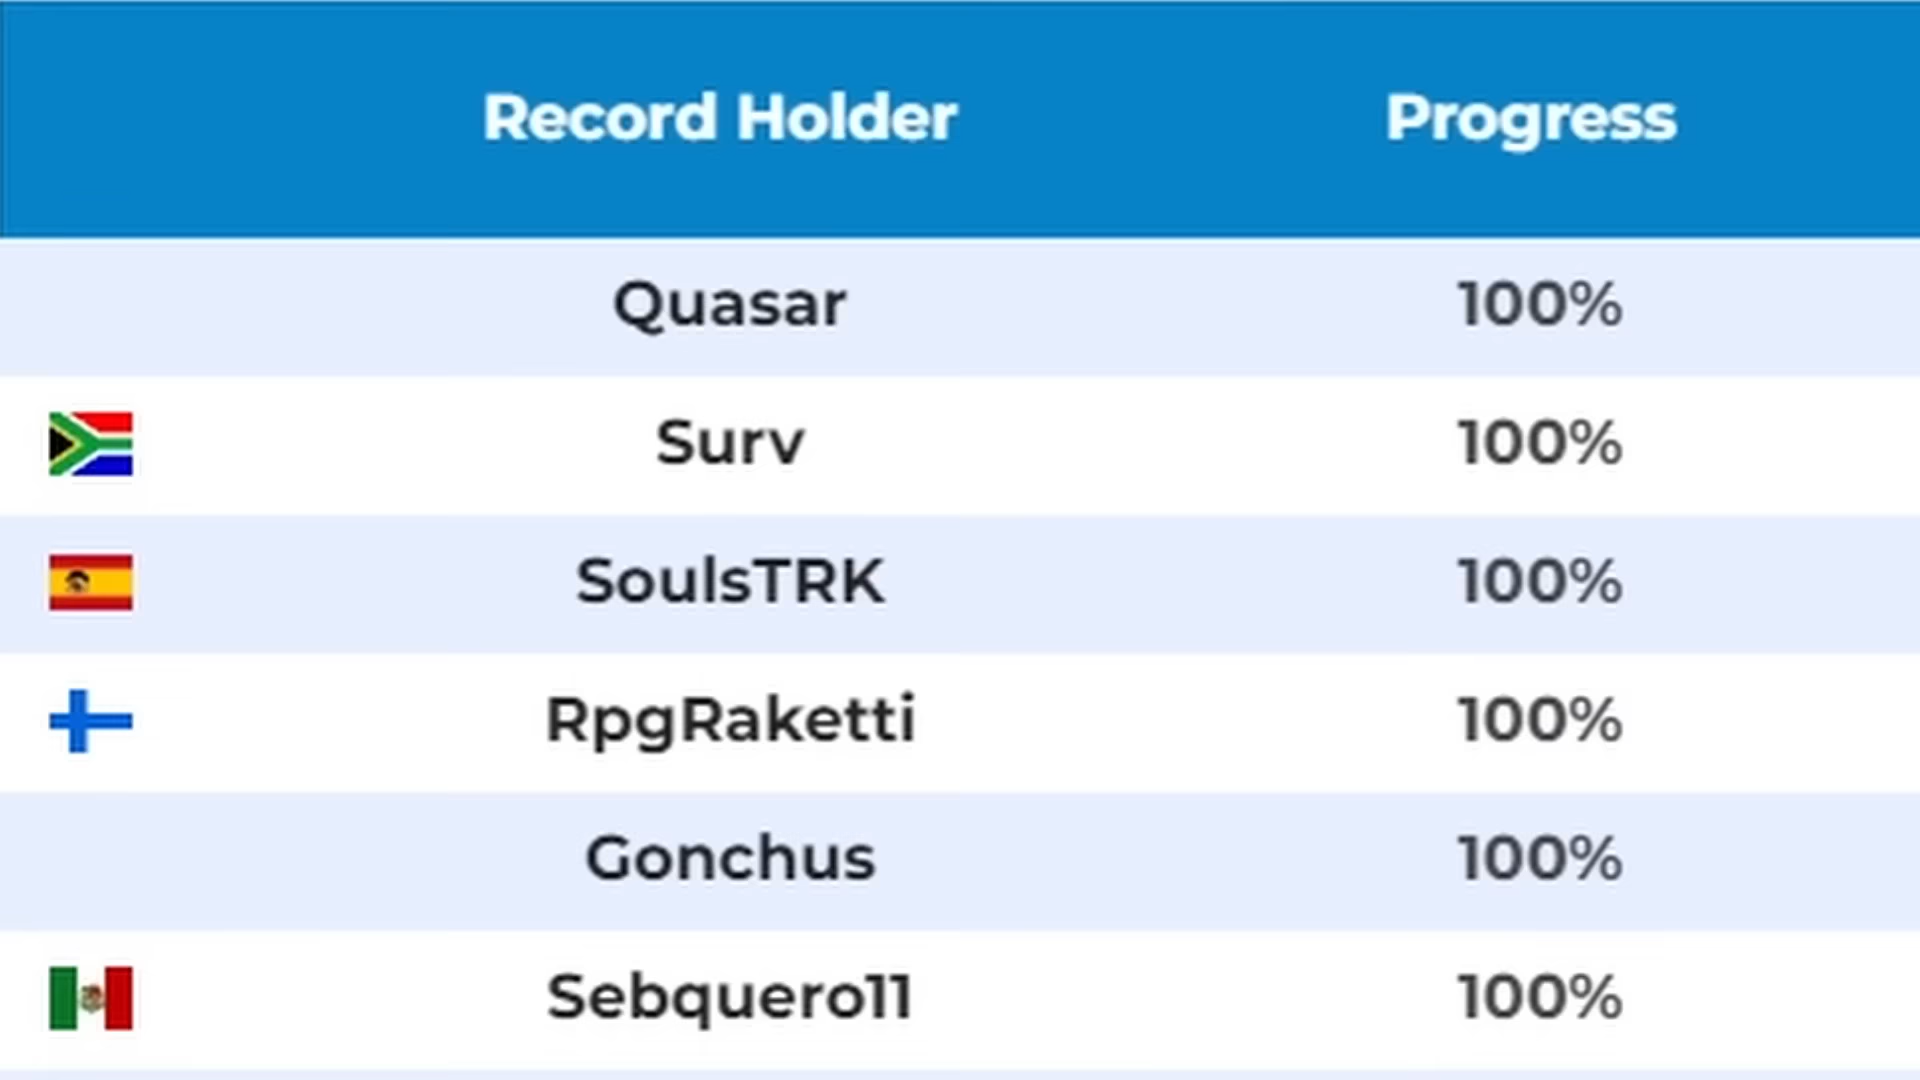 Record Holder Progress
Quasar 100%
Surv 100%
SoulsTRK 100%
RpgRaketti 100%
Gonchus 100%
Sebquero11 100%